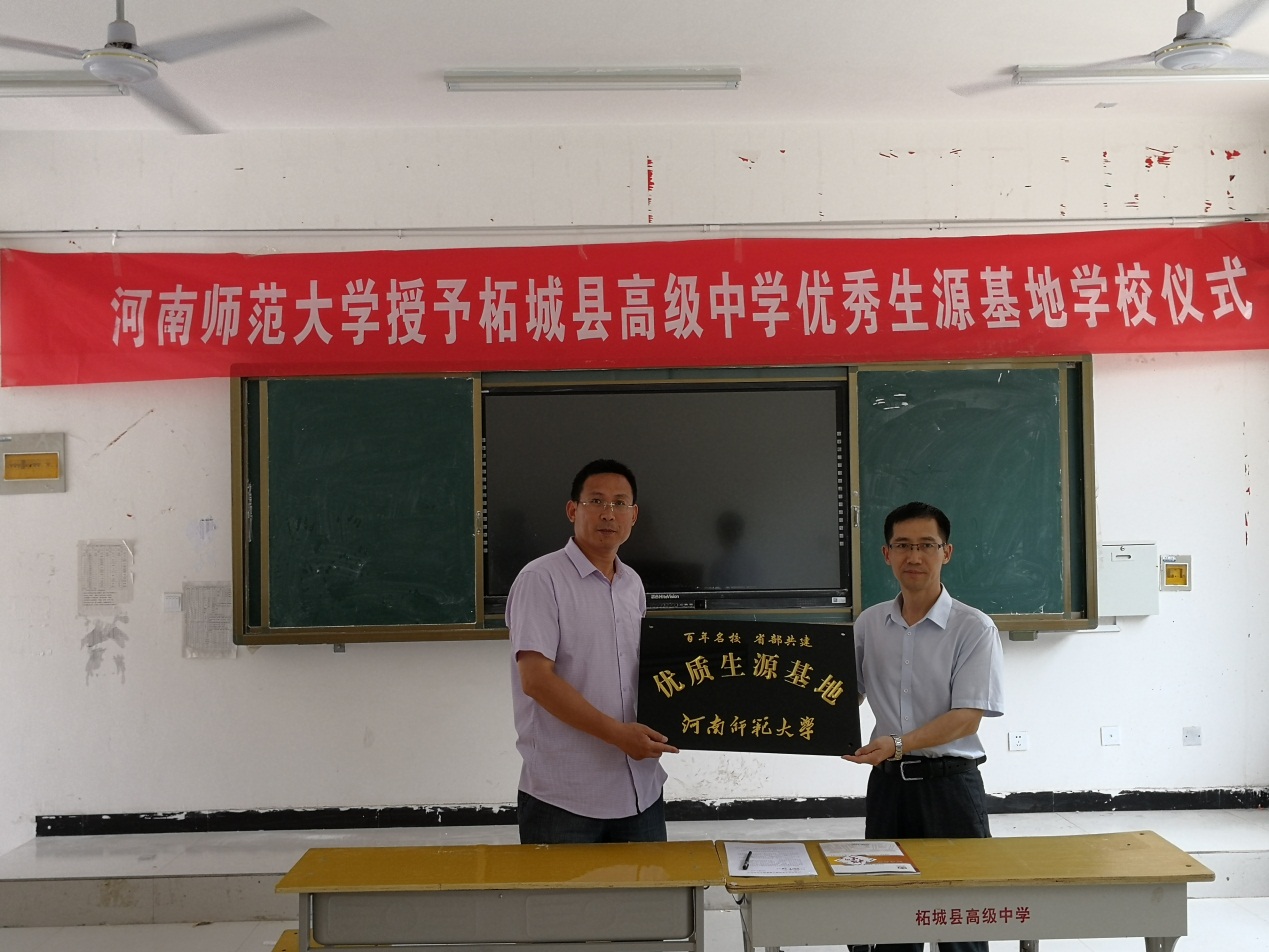 河南师范大学授予柘城县高级中学优秀生源基地学校仪式
HiteVision
百年名校 省部共建
优质生源基地
河南师范大学
柘城县高级中学